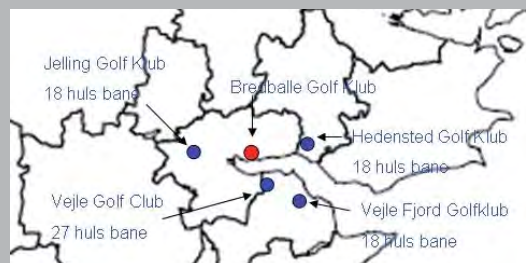 Jelling Golf Klub
18 huls bane
Bredballe Golf Klub
Hedensted Golf Klub
18 huls bane
Vejle Golf Club
27 huls bane
Vejle Fjord Golfklub
18 huls bane